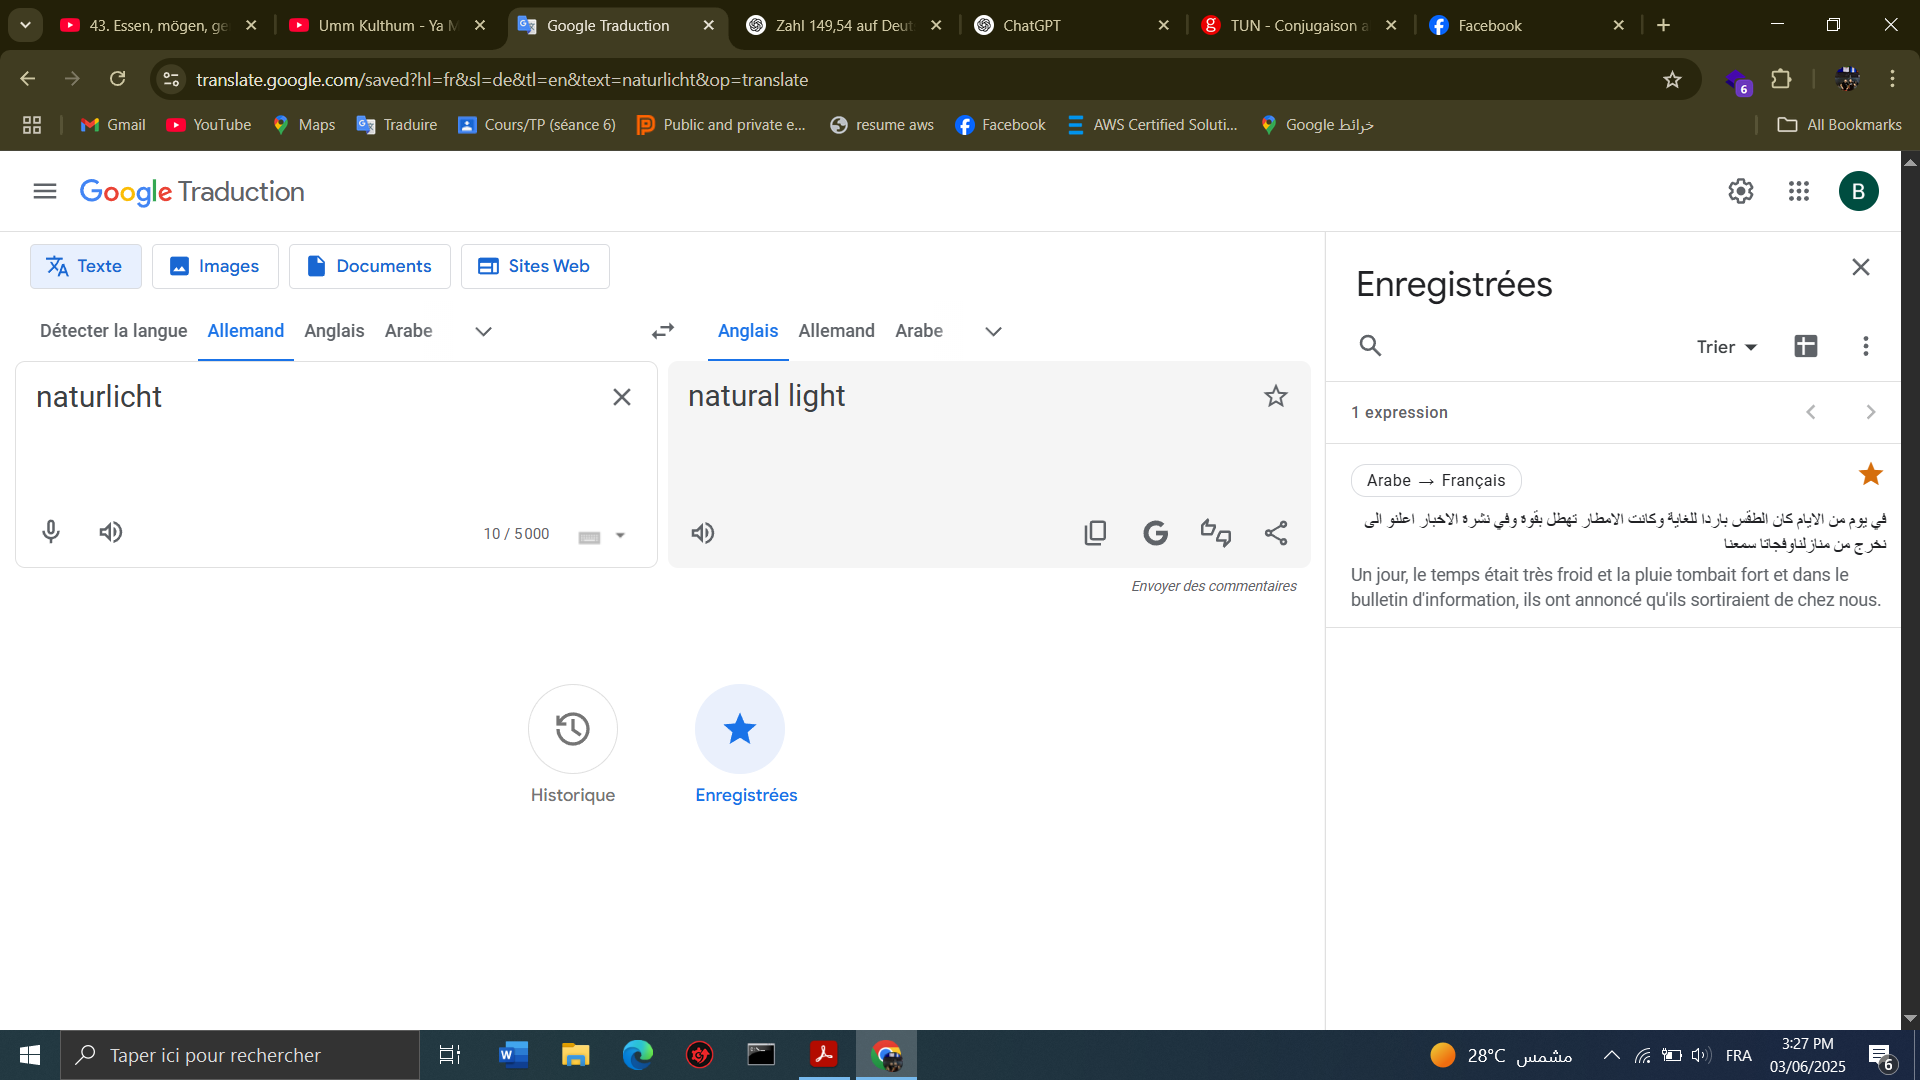 43. Essen, mögen, ge
Umm Kulthum - Ya M
Google Traduction
Zahl 149,54 auf Deut
ChatGPT
TUN - Conjugaison a
Facebook
translate.google.com/saved?hl=fr&sl=de&tl=en&text=naturlicht&op=translate
6
Gmail
YouTube
Maps
Traduire
Cours/TP (séance 6)
Public and private e...
resume aws
Facebook
AWS Certified Soluti...
خرائط Google
All Bookmarks
Google Traduction
B
Texte
Images
Documents
Sites Web
Détecter la langue
Allemand
Anglais
Arabe
Anglais
Allemand
Arabe
naturlicht
10 / 5 000
natural light
Envoyer des commentaires
Historique
Enregistrées
Enregistrées
Trier
1 expression
Arabe → Français
في يوم من الايام كان الطقس باردا للغاية وكانت الامطار تهطل بقوة وفي نشرة الاخبار اعلنو الى
نخرج من منازلناوفجاتا سمعنا
Un jour, le temps était très froid et la pluie tombait fort et dans le
bulletin d'information, ils ont annoncé qu'ils sortiraient de chez nous.
Taper ici pour rechercher
28°C مشمس
FRA
3:27 PM
03/06/2025
6